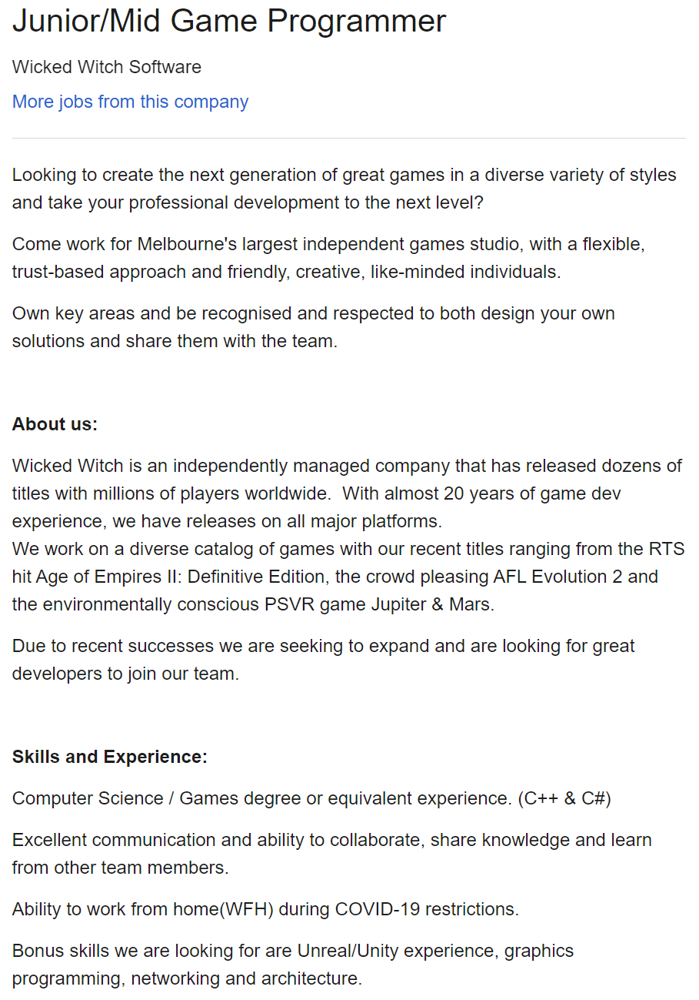 Junior/Mid Game Programmer
Wicked Witch Software
More jobs from this company
Looking to create the next generation of great games in a diverse variety of styles
and take your professional development to the next level?
Come work for Melbourne's largest independent games studio, with a flexible,
trust-based approach and friendly, creative, like-minded individuals.
Own key areas and be recognised and respected to both design your own
solutions and share them with the team.
About us:
Wicked Witch is an independently managed company that has released dozens of
titles with millions of players worldwide.  With almost 20 years of game dev
experience, we have releases on all major platforms.
We work on a diverse catalog of games with our recent titles ranging from the RTS
hit Age of Empires II: Definitive Edition, the crowd pleasing AFL Evolution 2 and
the environmentally conscious PSVR game Jupiter & Mars.
Due to recent successes we are seeking to expand and are looking for great
developers to join our team.
Skills and Experience:
Computer Science / Games degree or equivalent experience. (C++ & C#)
Excellent communication and ability to collaborate, share knowledge and learn
from other team members.
Ability to work from home(WFH) during COVID-19 restrictions.
Bonus skills we are looking for are Unreal/Unity experience, graphics
programming, networking and architecture.